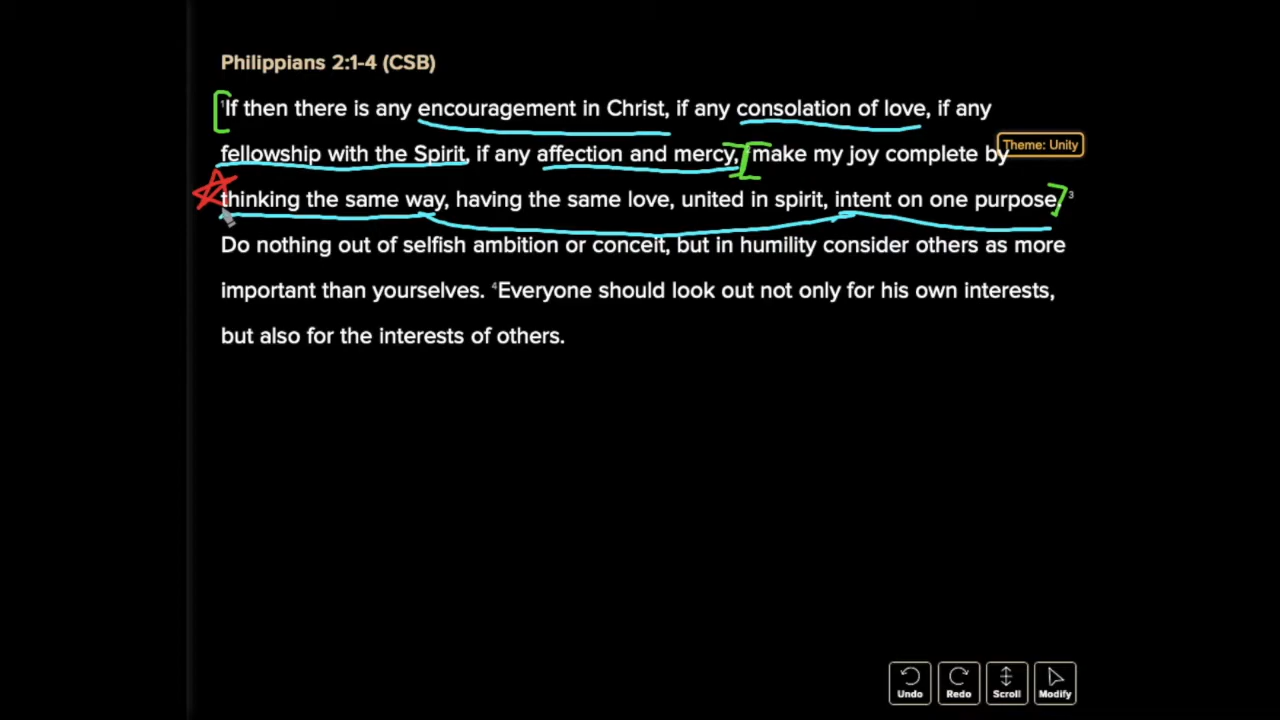 Philippians 2:1-4 (CSB)
1If then there is any encouragement in Christ, if any consolation of love, if any
fellowship with the Spirit, if any affection and mercy, make my joy complete by
Theme: Unity
thinking the same way, having the same love, united in spirit, intent on one purpose. 3
Do nothing out of selfish ambition or conceit, but in humility consider others as more
important than yourselves. 4Everyone should look out not only for his own interests,
but also for the interests of others.
Undo
Redo
Scroll
Modify